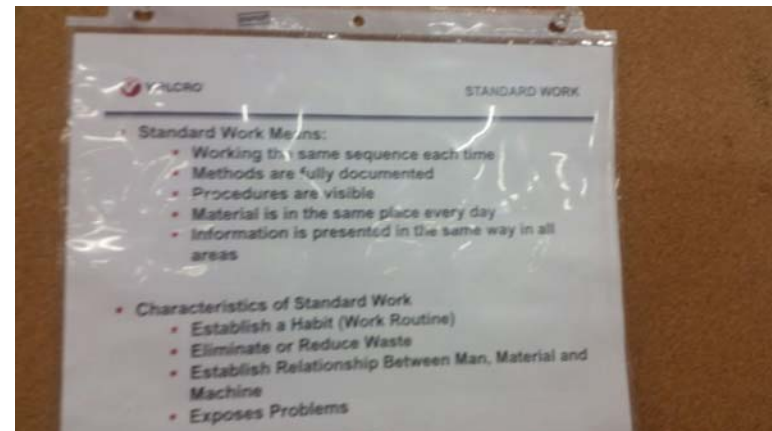 VELCRO
STANDARD WORK
Standard Work Means:
Working the same sequence each time
Methods are fully documented
Procedures are visible
Material is in the same place every day
Information is presented in the same way in all
areas
Characteristics of Standard Work
Establish a Habit (Work Routine)
Eliminate or Reduce Waste
Establish Relationship Between Man, Material and
Machine
Exposes Problems